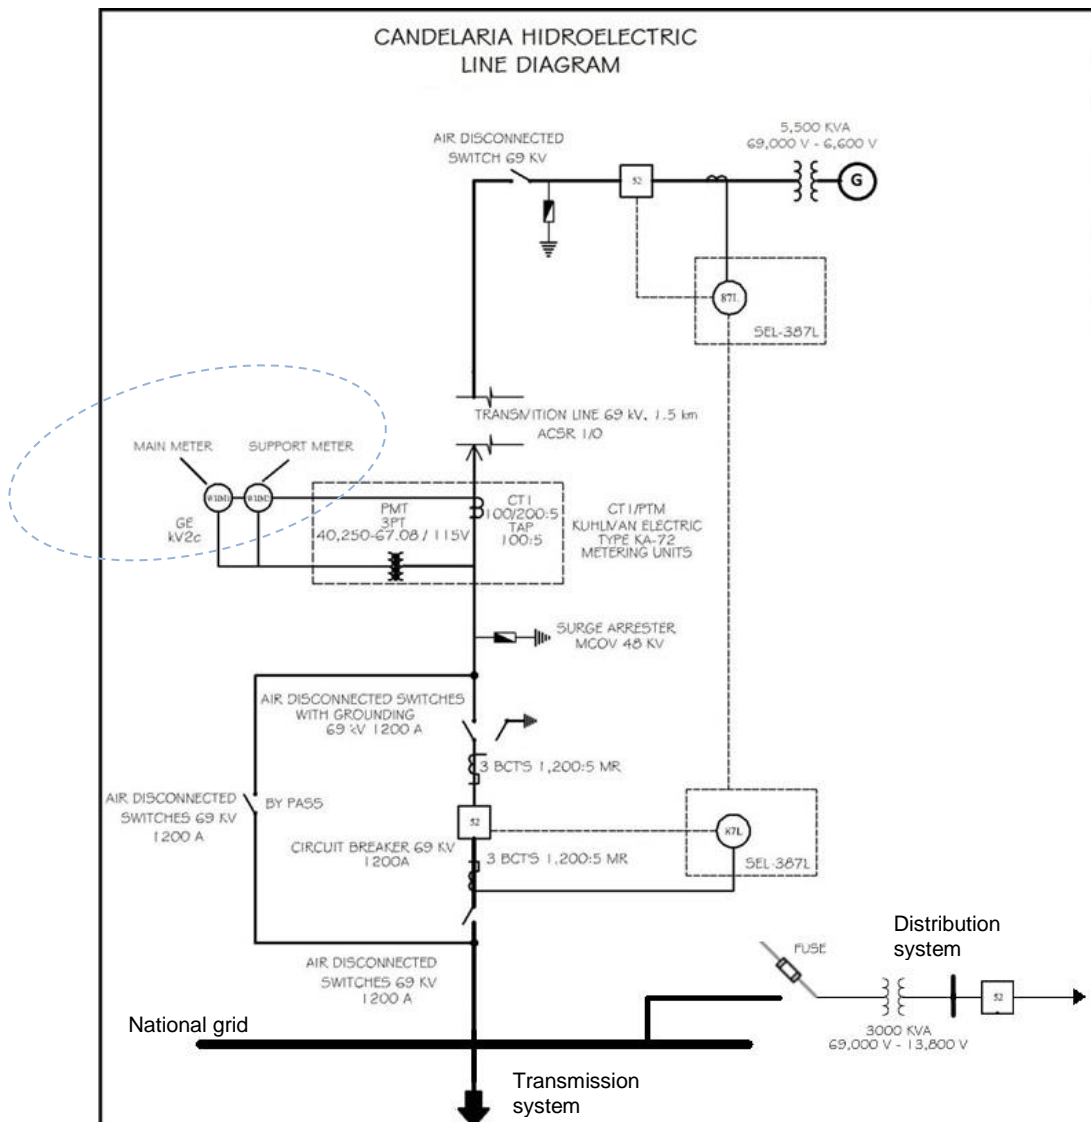 CANDELARIA HIDROELECTRIC
LINE DIAGRAM
5,500 KVA
69,000 V - 6,600 V
AIR DISCONNECTED
SWITCH 69 KV
52
G
87L
SEL-387L
TRANSMITION LINE 69 kV, 1.5 km
ACSR 1/0
MAIN METER
SUPPORT METER
GE
kV2c
PMT
3PT
40,250-67.08 / 115V
CT1
100/200:5
TAP
100:5
CT1/PTM
KUHLMAN ELECTRIC
TYPE KA-72
METERING UNITS
SURGE ARRESTER
MCOV 48 KV
AIR DISCONNECTED SWITCHES
WITH GROUNDING
69 KV 1200 A
3 BCT'S 1,200:5 MR
AIR DISCONNECTED
SWITCHES 69 KV
1200 A
BY PASS
52
CIRCUIT BREAKER 69 KV
1200A
3 BCT'S 1,200:5 MR
87L
SEL-387L
AIR DISCONNECTED
SWITCHES 69 KV
1200 A
FUSE
Distribution
system
52
3000 KVA
69,000 V - 13,800 V
National grid
Transmission
system